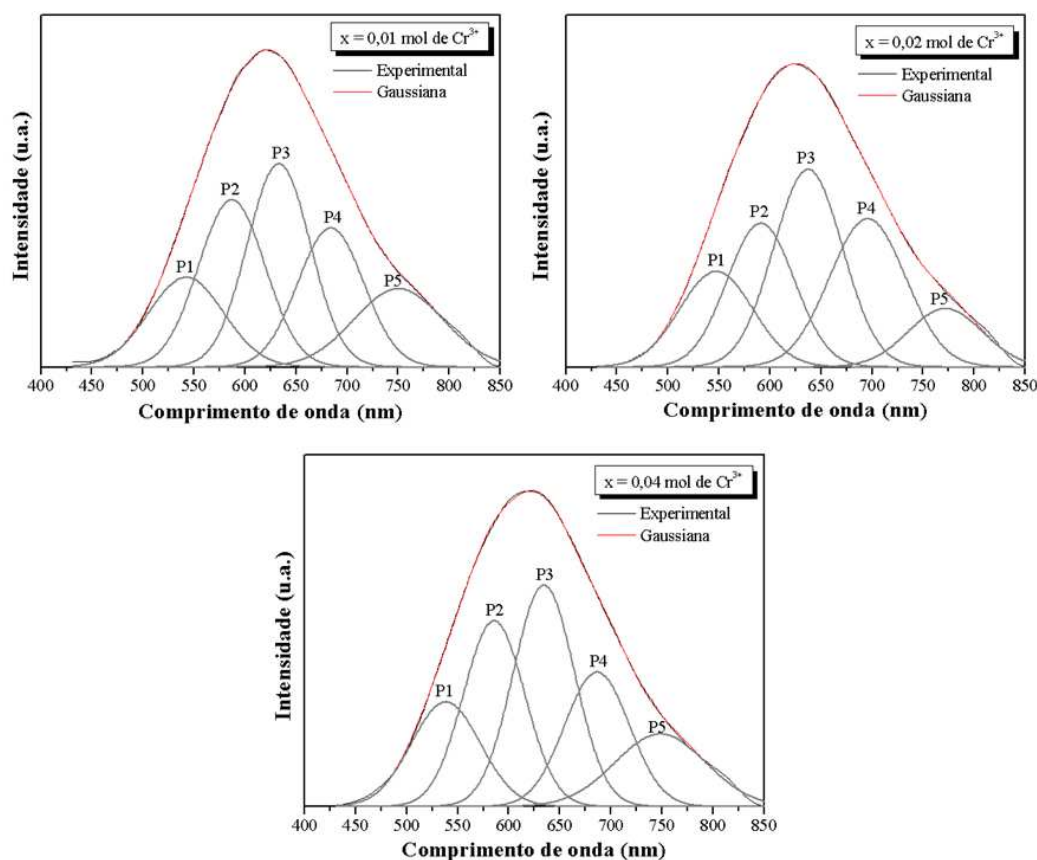 x = 0,01 mol de Cr³⁺
Experimental
Gaussiana
P1
P2
P3
P4
P5
Intensidade (u.a.)
400 450 500 550 600 650 700 750 800 850
Comprimento de onda (nm)
x = 0,02 mol de Cr³⁺
Experimental
Gaussiana
P1
P2
P3
P4
P5
Intensidade (u.a.)
400 450 500 550 600 650 700 750 800 850
Comprimento de onda (nm)
x = 0,04 mol de Cr³⁺
Experimental
Gaussiana
P1
P2
P3
P4
P5
Intensidade (u.a.)
400 450 500 550 600 650 700 750 800 850
Comprimento de onda (nm)